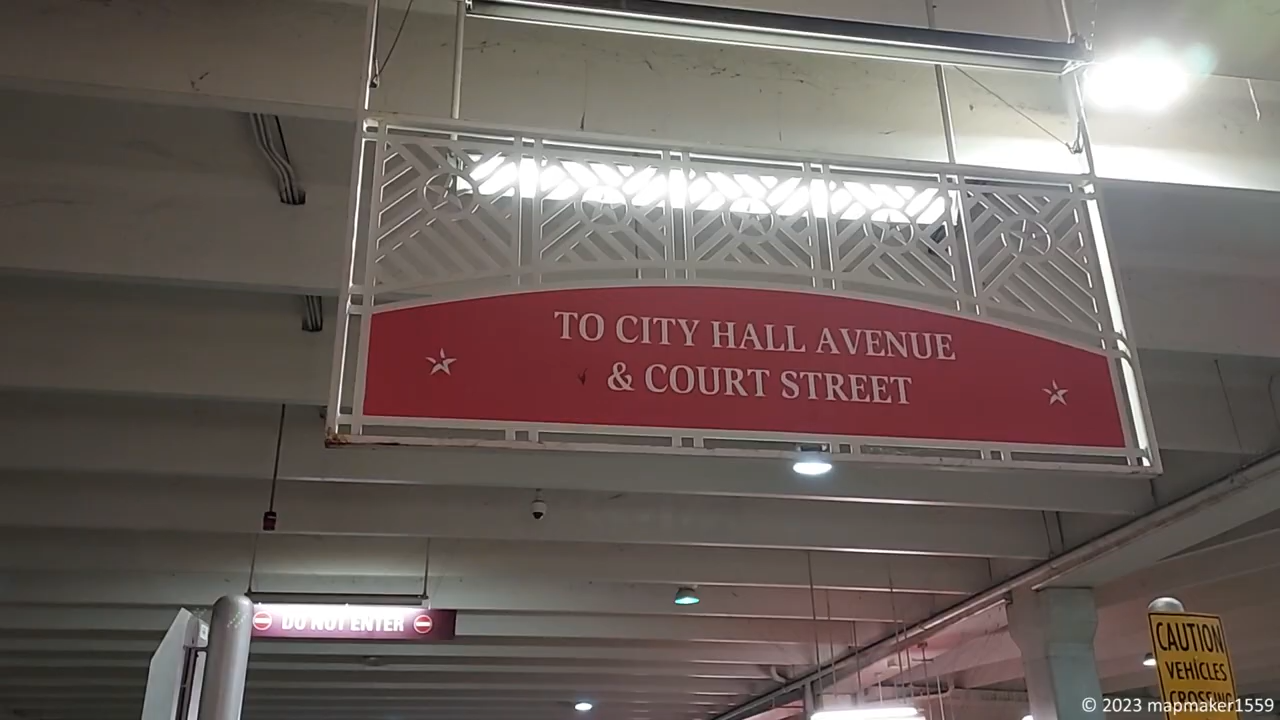 TO CITY HALL AVENUE
& COURT STREET
DO NOT ENTER
CAUTION
VEHICLES
CROSSING
© 2023 mapmaker1559